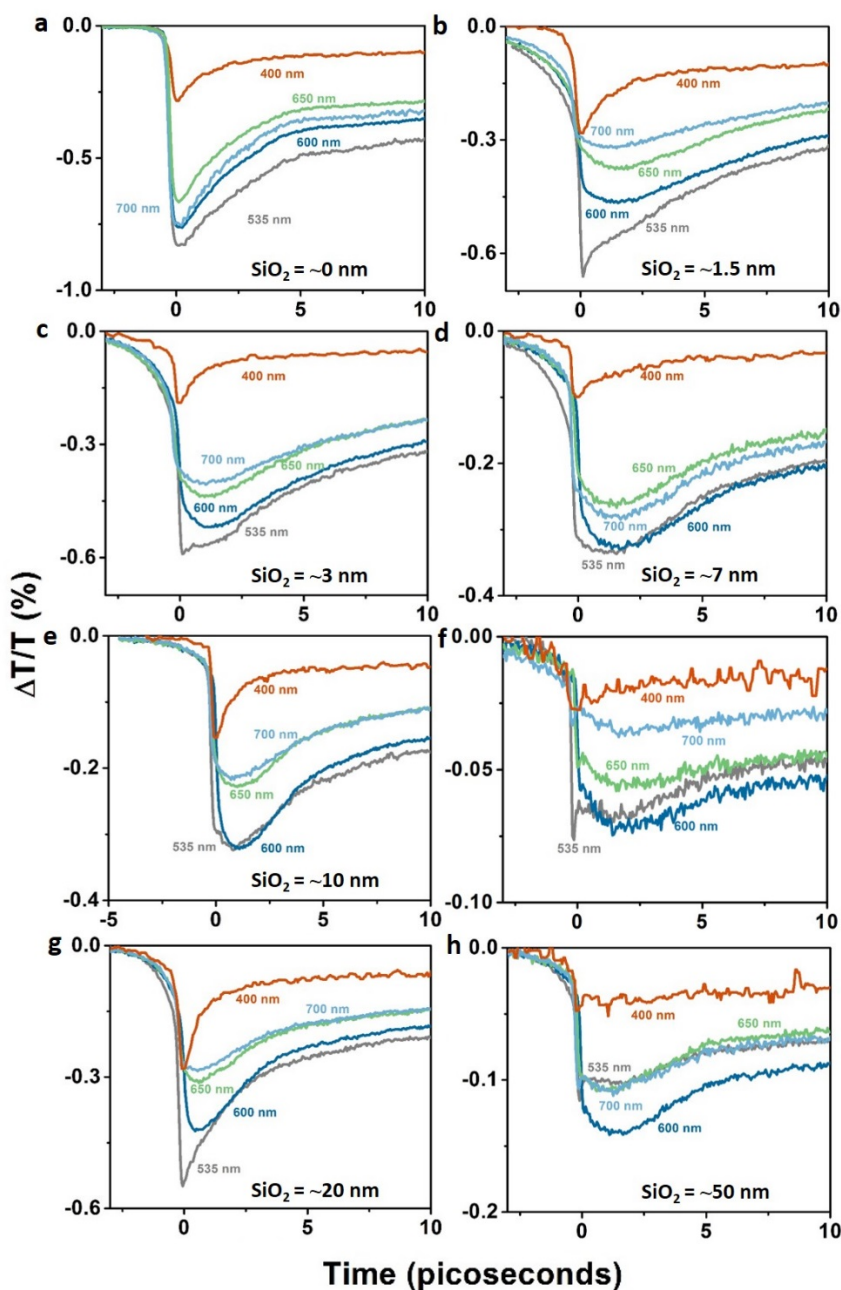 a
0.0
-0.5
-1.0
0
5
10
400 nm
650 nm
600 nm
700 nm
535 nm
SiO₂ = ~0 nm
b
0.0
-0.3
-0.6
0
5
10
400 nm
700 nm
650 nm
600 nm
535 nm
SiO₂ = ~1.5 nm
c
0.0
-0.3
-0.6
0
5
10
400 nm
700 nm
650 nm
600 nm
535 nm
SiO₂ = ~3 nm
d
0.0
-0.2
-0.4
0
5
10
400 nm
650 nm
700 nm
600 nm
535 nm
SiO₂ = ~7 nm
ΔT/T (%)
e
0.0
-0.2
-0.4
-5
0
5
10
400 nm
700 nm
650 nm
535 nm
600 nm
SiO₂ = ~10 nm
f
0.00
-0.05
-0.10
0
5
10
400 nm
700 nm
650 nm
600 nm
535 nm
g
0.0
-0.3
-0.6
0
5
10
400 nm
700 nm
650 nm
600 nm
535 nm
SiO₂ = ~20 nm
h
0.0
-0.1
-0.2
0
5
10
400 nm
650 nm
535 nm
700 nm
600 nm
SiO₂ = ~50 nm
Time (picoseconds)